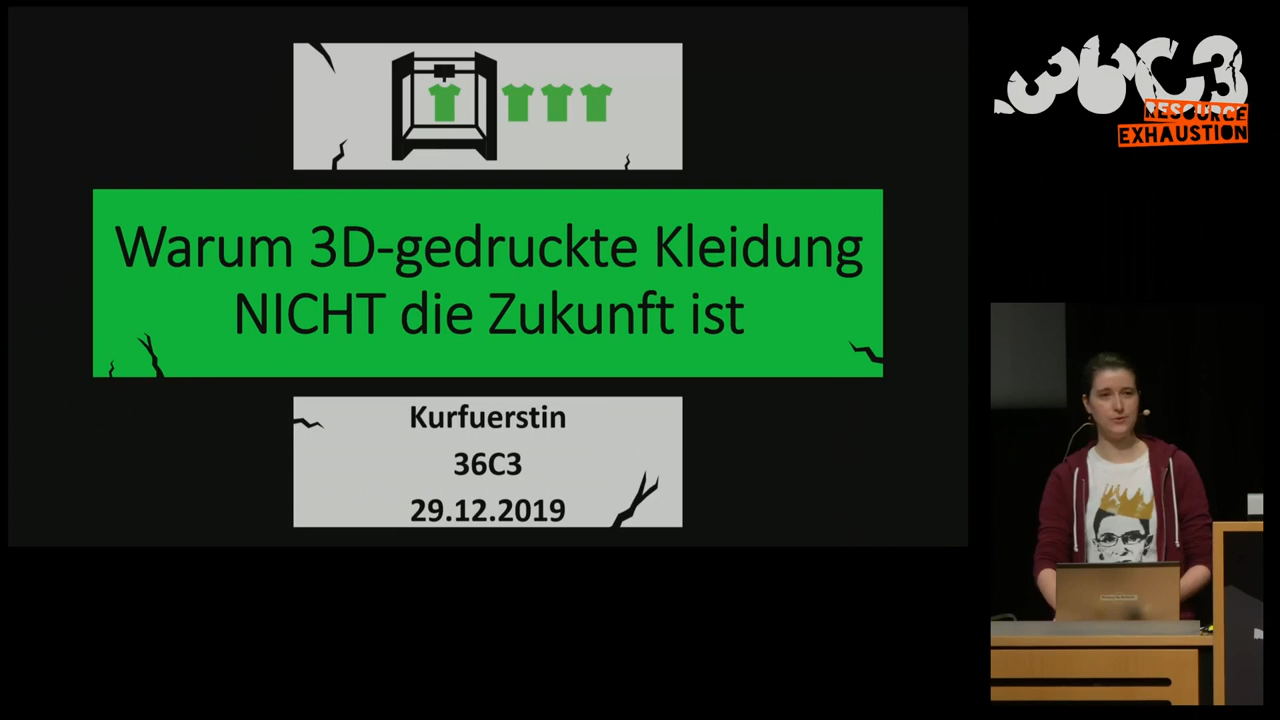 Warum 3D-gedruckte Kleidung
NICHT die Zukunft ist
Kurfuerstin
36C3
29.12.2019
36C3
RESOURCE
EXHAUSTION